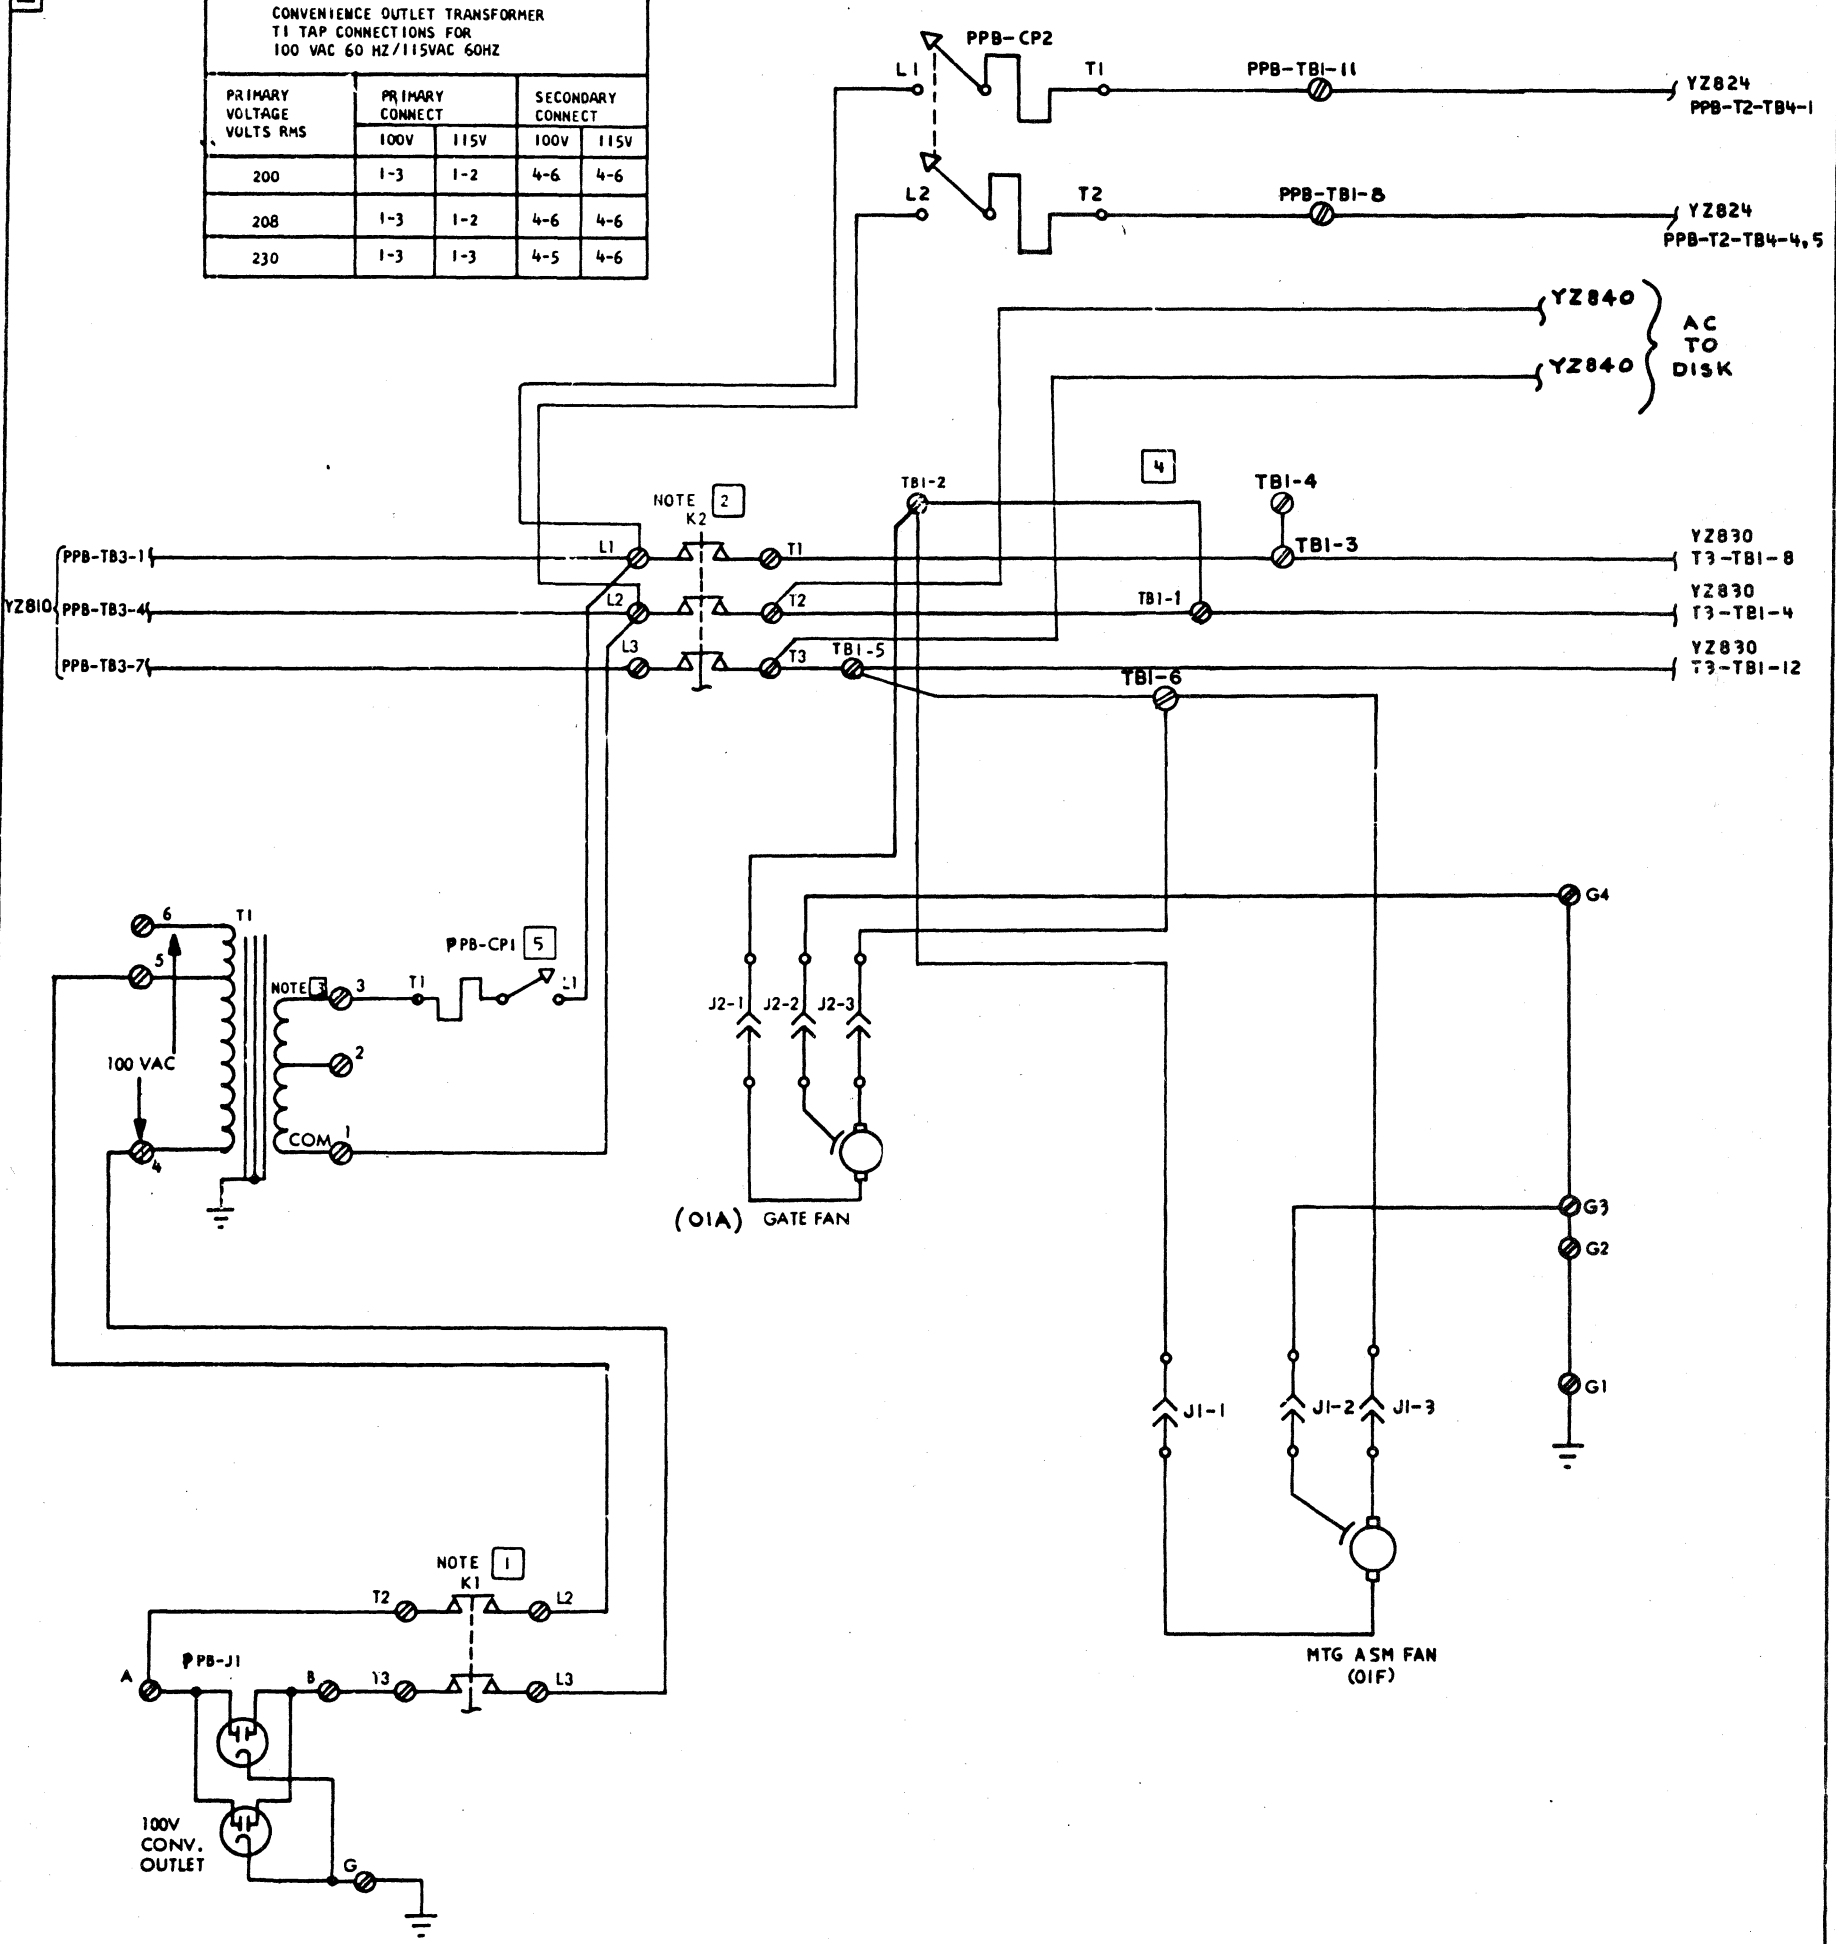 CONVENIENCE OUTLET TRANSFORMER
T1 TAP CONNECTIONS FOR
100 VAC 60 HZ/115VAC 60HZ
PRIMARY VOLTAGE VOLTS RMS
PRIMARY CONNECT
SECONDARY CONNECT
100V 115V 100V 115V
200 1-3 1-2 4-6 4-6
208 1-3 1-2 4-6 4-6
230 1-3 1-3 4-5 4-6
PPB-CP2
L1 T1 PPB-TB1-11 YZ824
PPB-T2-TB4-1
L2 T2 PPB-TB1-8 YZ824
PPB-T2-TB4-4,5
YZ840
YZ840
AC
TO
DISK
NOTE 2
K2
TB1-2
4
TB1-4
PPB-TB3-1 L1 T1 TB1-3 YZ830
T3-TB1-8
YZ810 PPB-TB3-4 L2 T2 TB1-1 YZ830
T3-TB1-4
PPB-TB3-7 L3 T3 TB1-5 YZ830
T3-TB1-12
TB1-6
G4
6 T1
5
PPB-CP1 5
NOTE 3 3 T1 L1
2
100 VAC
COM 1
4
J2-1 J2-2 J2-3
(01A) GATE FAN
G3
G2
G1
J1-1 J1-2 J1-3
MTG ASM FAN
(01F)
NOTE 1
K1
T2 L2
PPB-J1
A B T3 L3
100V
CONV.
OUTLET
G